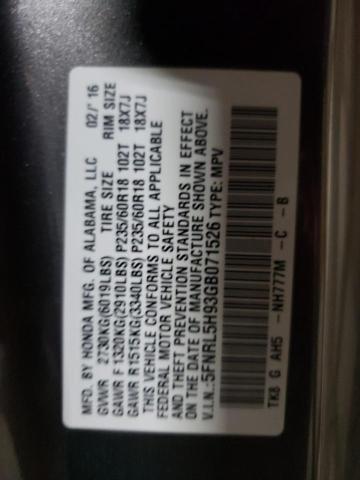 MFD. BY HONDA MFG. OF ALABAMA, LLC 02/'16
GVWR 2730KG(6019LBS) TIRE SIZE RIM SIZE
GAWR F 1320KG(2910LBS) P235/60R18 102T 18X7J
GAWR R1515KG(3340LBS) P235/60R18 102T 18X7J
THIS VEHICLE CONFORMS TO ALL APPLICABLE
FEDERAL MOTOR VEHICLE SAFETY
AND THEFT PREVENTION STANDARDS IN EFFECT
ON THE DATE OF MANUFACTURE SHOWN ABOVE.
V.I.N.:5FNRL5H93GB071526 TYPE: MPV
TK8 G AH5 -NH777M -C -B